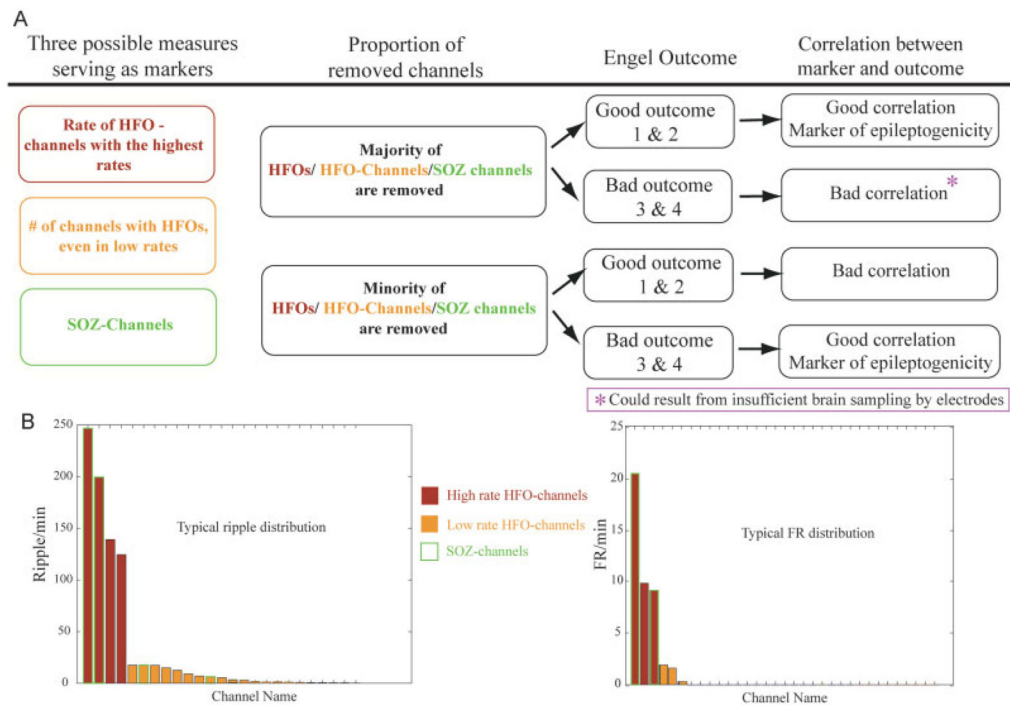 A
Three possible measures
serving as markers
Proportion of
removed channels
Engel Outcome
Correlation between
marker and outcome
Rate of HFO -
channels with the highest
rates
# of channels with HFOs,
even in low rates
SOZ-Channels
Majority of
HFOs/ HFO-Channels/SOZ channels
are removed
Minority of
HFOs/ HFO-Channels/SOZ channels
are removed
Good outcome
1 & 2
Bad outcome
3 & 4
Good outcome
1 & 2
Bad outcome
3 & 4
Good correlation
Marker of epileptogenicity
Bad correlation*
Bad correlation
Good correlation
Marker of epileptogenicity
* Could result from insufficient brain sampling by electrodes
B
250
200
150
100
50
0
Ripple/min
Typical ripple distribution
Channel Name
High rate HFO-channels
Low rate HFO-channels
SOZ-channels
25
20
15
10
5
0
FR/min
Typical FR distribution
Channel Name